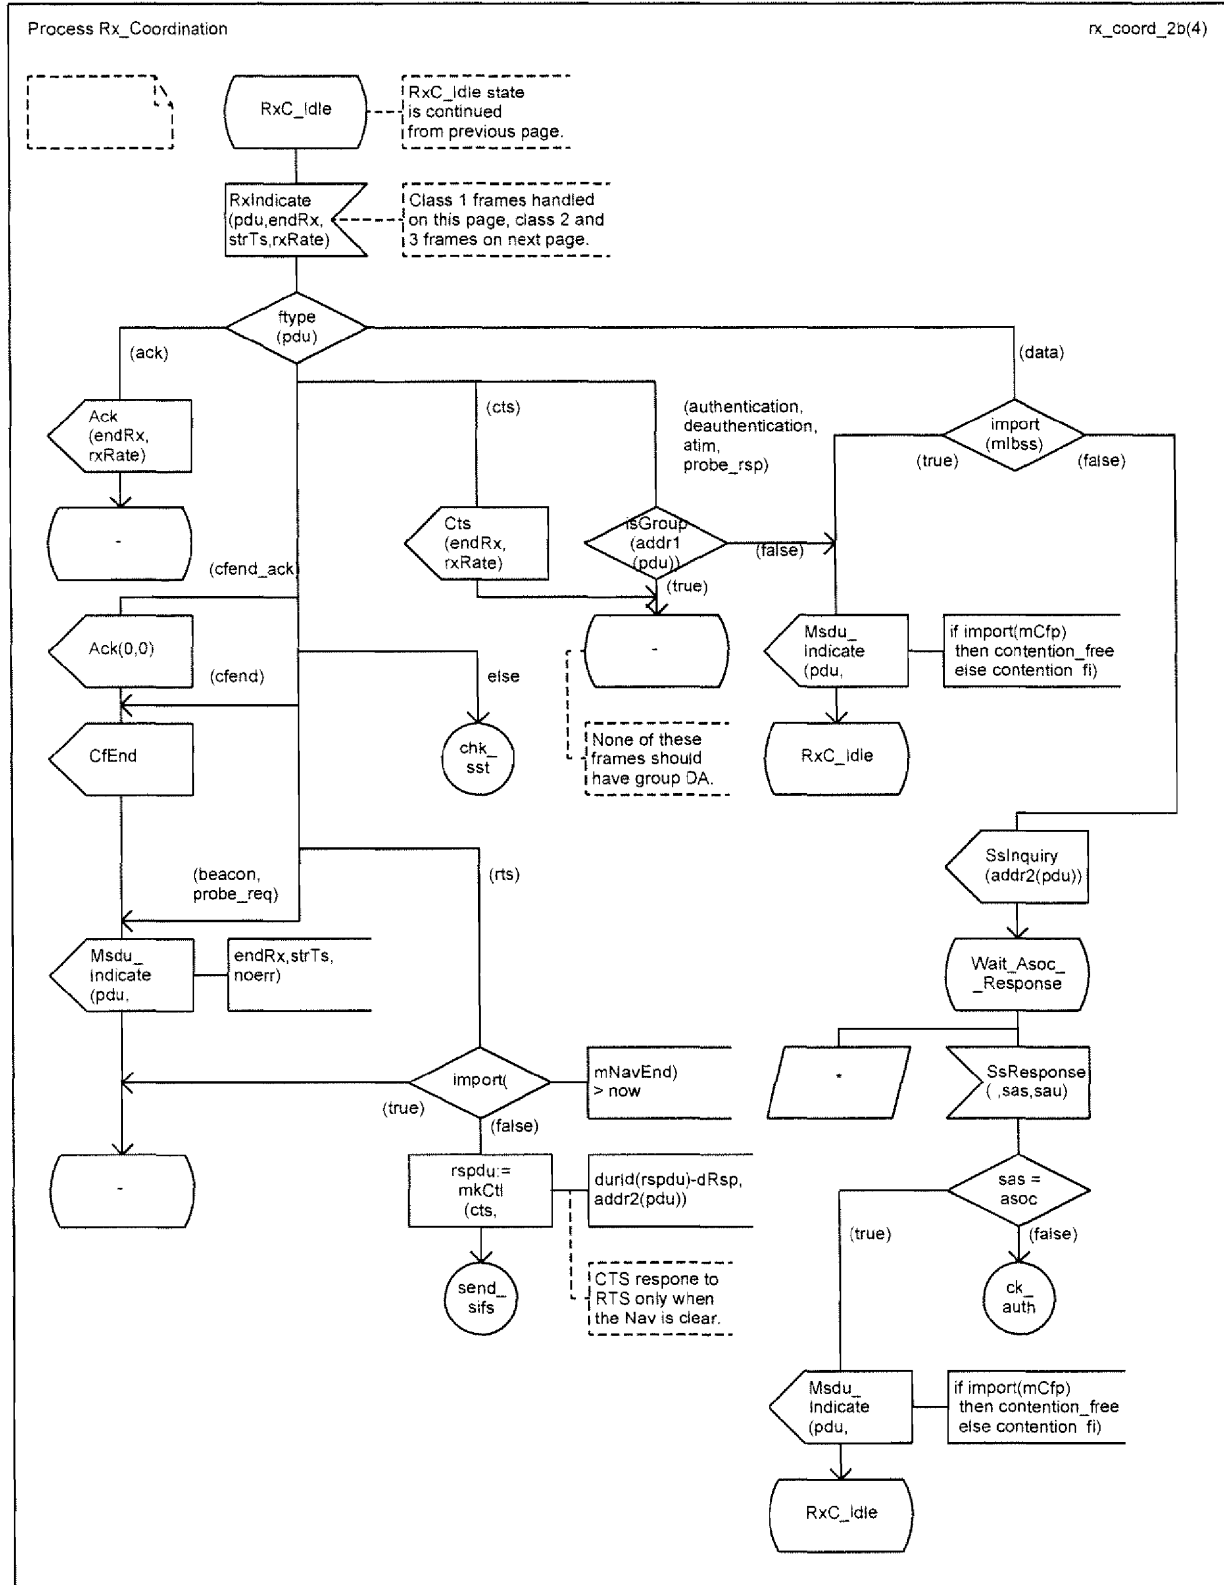 Process Rx_Coordination
rx_coord_2b(4)
RxC_Idle
RxC_Idle state
is continued
from previous page.
RxIndicate
(pdu,endRx,
strTs,rxRate)
Class 1 frames handled
on this page, class 2 and
3 frames on next page.
ftype
(pdu)
(ack)
(data)
Ack
(endRx,
rxRate)
(cts)
(authentication,
deauthentication,
atim,
probe_rsp)
import
(mIbss)
(true)
(false)
-
Cts
(endRx,
rxRate)
isGroup
(addr1
(pdu))
(false)
(true)
(cfend_ack
Ack(0,0)
-
Msdu_
indicate
(pdu,
if import(mCfp)
then contention_free
else contention_fi)
(cfend)
else
CfEnd
chk_
sst
None of these
frames should
have group DA.
RxC_Idle
SsInquiry
(addr2(pdu))
(beacon,
probe_req)
(rts)
Msdu_
indicate
(pdu,
endRx,strTs,
noerr)
Wait_Asoc_
_Response
import(
mNavEnd)
> now
*
SsResponse
( ,sas,sau)
(true)
(false)
-
rspdu:=
mkCtl
(cts,
durId(rspdu)-dRsp,
addr2(pdu))
sas =
asoc
(true)
(false)
send_
sifs
CTS respone to
RTS only when
the Nav is clear.
ck_
auth
Msdu_
Indicate
(pdu,
if import(mCfp)
then contention_free
else contention_fi)
RxC_Idle